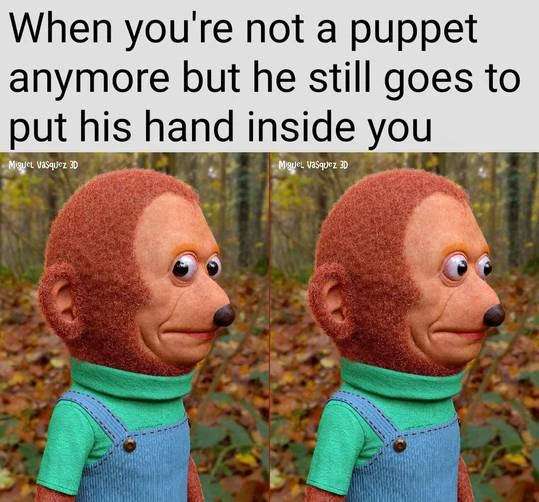 When you're not a puppet
anymore but he still goes to
put his hand inside you
Miguel Vasquez 3D Miguel Vasquez 3D